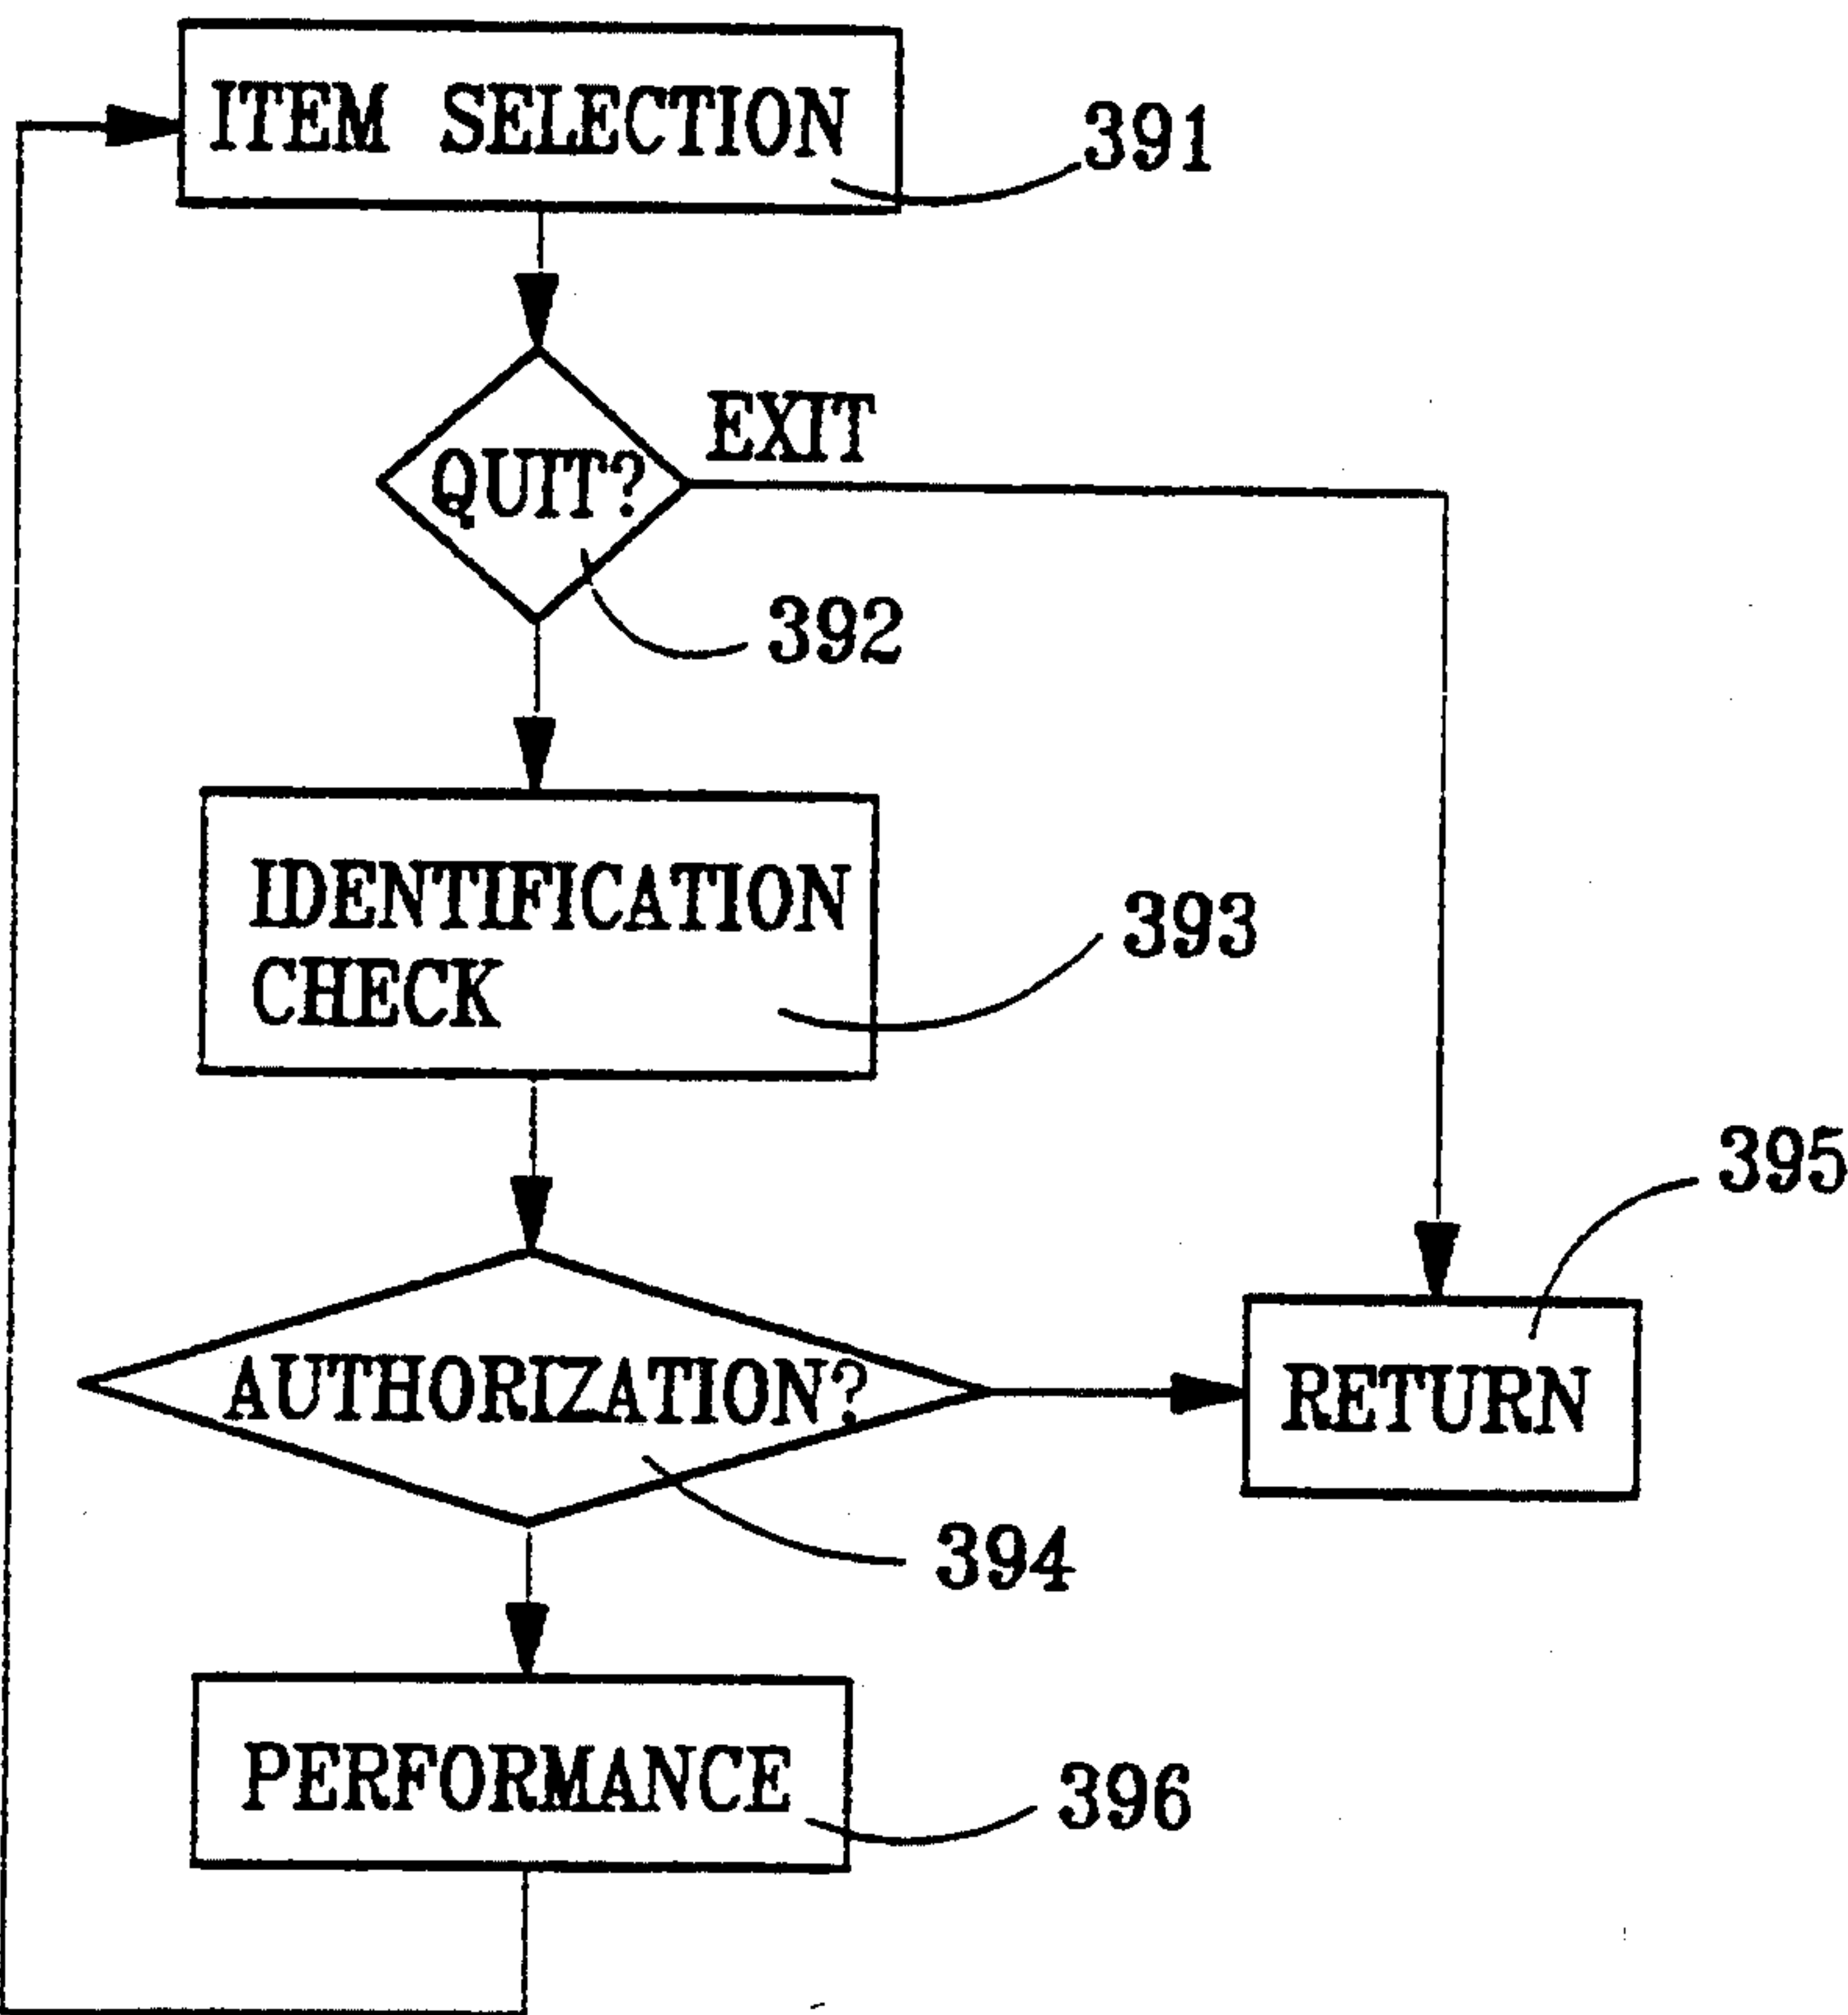 ITEM SELECTION
391
EXIT
QUIT?
392
IDENTIFICATION
CHECK
393
395
AUTHORIZATION?
RETURN
394
PERFORMANCE
396